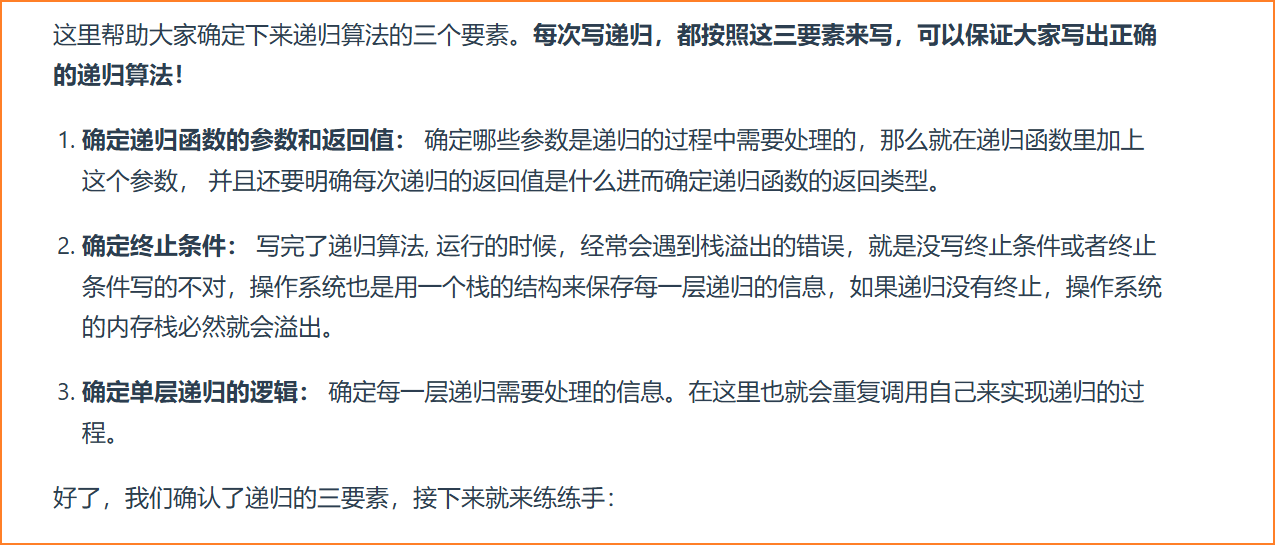 这里帮助大家确定下来递归算法的三个要素。每次写递归，都按照这三要素来写，可以保证大家写出正确
的递归算法！
1. 确定递归函数的参数和返回值： 确定哪些参数是递归的过程中需要处理的，那么就在递归函数里加上
这个参数， 并且还要明确每次递归的返回值是什么进而确定递归函数的返回类型。
2. 确定终止条件： 写完了递归算法, 运行的时候，经常会遇到栈溢出的错误，就是没写终止条件或者终止
条件写的不对，操作系统也是用一个栈的结构来保存每一层递归的信息，如果递归没有终止，操作系统
的内存栈必然就会溢出。
3. 确定单层递归的逻辑： 确定每一层递归需要处理的信息。在这里也就会重复调用自己来实现递归的过
程。
好了，我们确认了递归的三要素，接下来就来练练手：